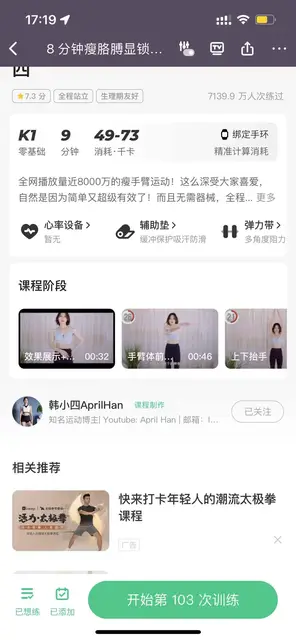 17:19
8 分钟瘦胳膊显锁…
四
7.3 分
全程站立
生理期友好
7139.9 万人次练过
K1
零基础
9
分钟
49-73
消耗·千卡
绑定手环
精准计算消耗
全网播放量近8000万的瘦手臂运动！这么深受大家喜爱，
自然是因为简单又超级有效了！而且无需器械，全程... 更多
心率设备
暂无
辅助垫
缓冲保护吸汗防滑
弹力带
多角度阻力
课程阶段
效果展示+...
00:32
手臂体前...
00:46
上下抬手
韩小四AprilHan
课程制作
知名运动博主| Youtube: April Han | 邮箱：l...
已关注
相关推荐
活力·太极拳
快来打卡年轻人的潮流太极拳
课程
广告
已想练
已添加
开始第 103 次训练